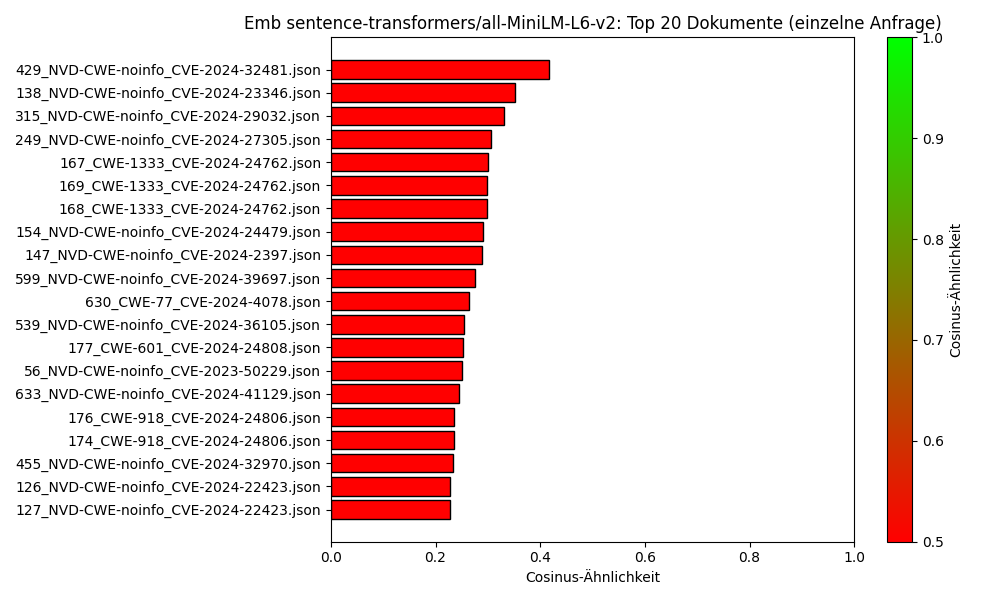 Emb sentence-transformers/all-MiniLM-L6-v2: Top 20 Dokumente (einzelne Anfrage)
429_NVD-CWE-noinfo_CVE-2024-32481.json
138_NVD-CWE-noinfo_CVE-2024-23346.json
315_NVD-CWE-noinfo_CVE-2024-29032.json
249_NVD-CWE-noinfo_CVE-2024-27305.json
167_CWE-1333_CVE-2024-24762.json
169_CWE-1333_CVE-2024-24762.json
168_CWE-1333_CVE-2024-24762.json
154_NVD-CWE-noinfo_CVE-2024-24479.json
147_NVD-CWE-noinfo_CVE-2024-2397.json
599_NVD-CWE-noinfo_CVE-2024-39697.json
630_CWE-77_CVE-2024-4078.json
539_NVD-CWE-noinfo_CVE-2024-36105.json
177_CWE-601_CVE-2024-24808.json
56_NVD-CWE-noinfo_CVE-2023-50229.json
633_NVD-CWE-noinfo_CVE-2024-41129.json
176_CWE-918_CVE-2024-24806.json
174_CWE-918_CVE-2024-24806.json
455_NVD-CWE-noinfo_CVE-2024-32970.json
126_NVD-CWE-noinfo_CVE-2024-22423.json
127_NVD-CWE-noinfo_CVE-2024-22423.json
0.0 0.2 0.4 0.6 0.8 1.0
Cosinus-Ähnlichkeit
1.0
0.9
0.8
0.7
0.6
0.5
Cosinus-Ähnlichkeit